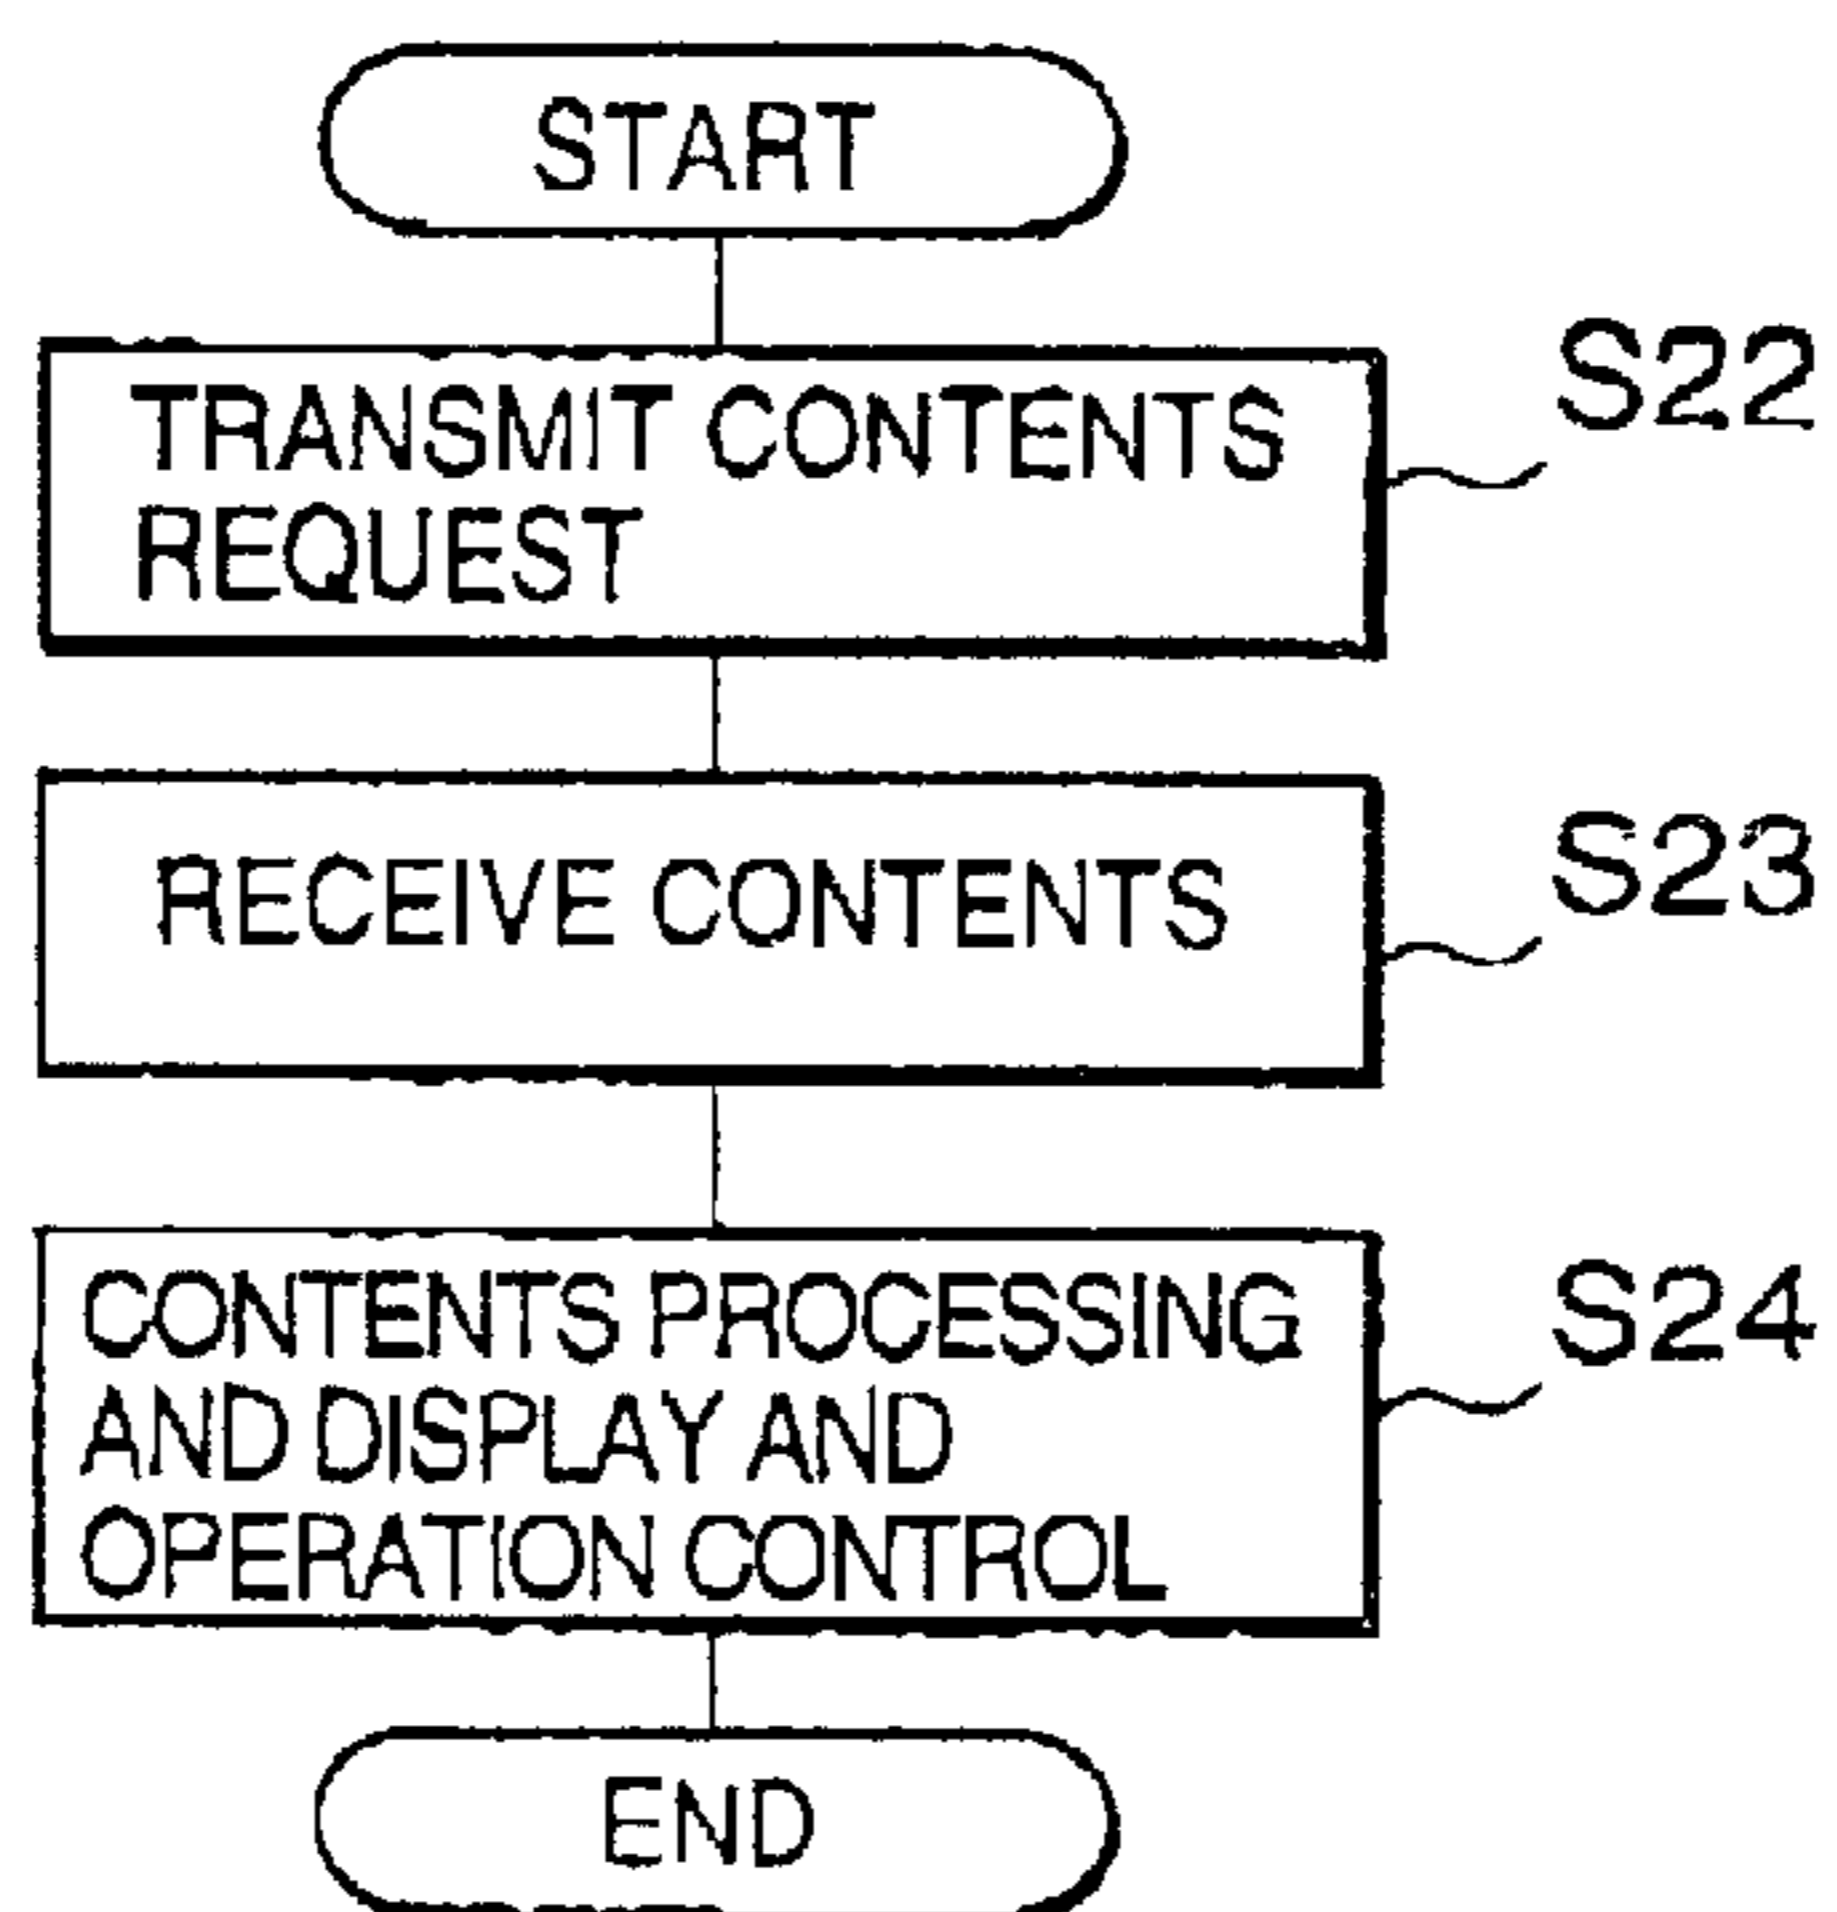 START
S22
TRANSMIT CONTENTS
REQUEST
S23
RECEIVE CONTENTS
S24
CONTENTS PROCESSING
AND DISPLAY AND
OPERATION CONTROL
END